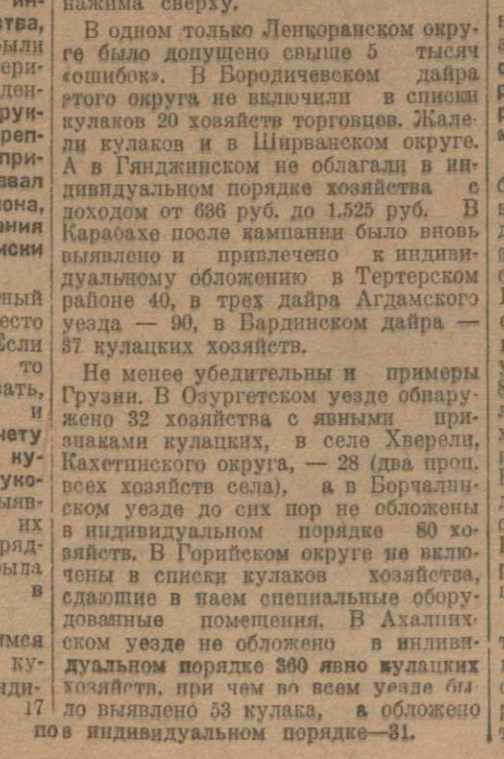 нажима сверху.
В одном только Ленкоранском окру-
ге было допущено свыше 5 тысяч
«ошибок». В Бородичевском дайра
этого округа не включили в списки
кулаков 20 хозяйств торговцев. Жале-
ли кулаков и в Ширванском округе.
А в Гянджинском не облагали в ин-
дивидуальном порядке хозяйства с
доходом от 636 руб. до 1.525 руб. В
Карабахе после кампании было вновь
выявлено и привлечено к индиви-
дуальному обложению в Тертерском
районе 40, в трех дайра Агдамского
уезда — 90, в Бардинском дайра —
37 кулацких хозяйств.
Не менее убедительны и примеры
Грузии. В Озургетском уезде обнару-
жено 32 хозяйства с явными при-
знаками кулацких, в селе Хверели,
Кахетинского округа, — 28 (два проц.
всех хозяйств села), а в Борчалин-
ском уезде до сих пор не обложены
в индивидуальном порядке 80 хо-
зяйств. В Горийском округе не вклю-
чены в списки кулаков хозяйства,
сдающие в наем специальные обору-
дованные помещения. В Ахалцих-
ском уезде не обложено в индиви-
дуальном порядке 360 явно кулацких
хозяйств, при чем во всем уезде бы-
ло выявлено 53 кулака, а обложено
в индивидуальном порядке—31.